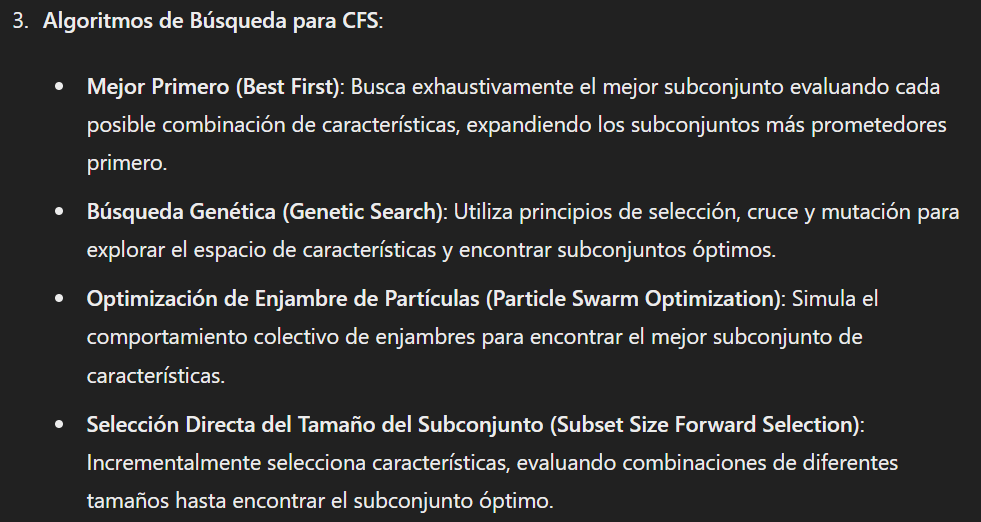 3. Algoritmos de Búsqueda para CFS:
• Mejor Primero (Best First): Busca exhaustivamente el mejor subconjunto evaluando cada
posible combinación de características, expandiendo los subconjuntos más prometedores
primero.
• Búsqueda Genética (Genetic Search): Utiliza principios de selección, cruce y mutación para
explorar el espacio de características y encontrar subconjuntos óptimos.
• Optimización de Enjambre de Partículas (Particle Swarm Optimization): Simula el
comportamiento colectivo de enjambres para encontrar el mejor subconjunto de
características.
• Selección Directa del Tamaño del Subconjunto (Subset Size Forward Selection):
Incrementalmente selecciona características, evaluando combinaciones de diferentes
tamaños hasta encontrar el subconjunto óptimo.